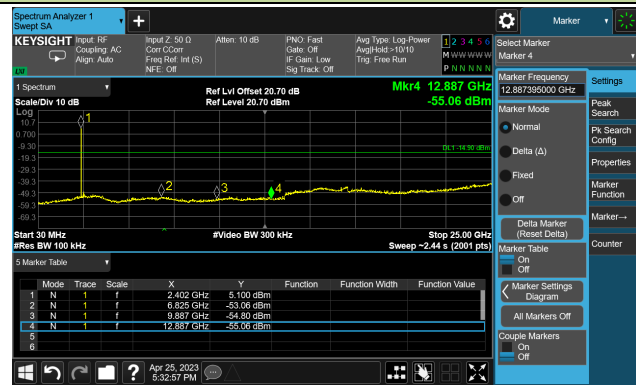 Spectrum Analyzer 1
Swept SA
Marker
KEYSIGHT
Input: RF
Coupling: AC
Align: Auto
Input Z: 50 Ω
Corr CCorr
Freq Ref: Int (S)
NFE: Off
Atten: 10 dB
PNO: Fast
Gate: Off
IF Gain: Low
Sig Track: Off
Avg Type: Log-Power
Avg|Hold:>10/10
Trig: Free Run
1 2 3 4 5 6
M W W W W W
P N N N N N
Select Marker
Marker 4
1 Spectrum
Scale/Div 10 dB
Ref Lvl Offset 20.70 dB
Ref Level 20.70 dBm
Mkr4 12.887 GHz
-55.06 dBm
Log
10.7
0.700
-9.30
-19.3
-29.3
-39.3
-49.3
-59.3
-69.3
1
2
3
4
DL1 -14.90 dBm
Start 30 MHz
#Res BW 100 kHz
#Video BW 300 kHz
Stop 25.00 GHz
Sweep ~2.44 s (2001 pts)
5 Marker Table
Mode Trace Scale X Y Function Function Width Function Value
1 N 1 f 2.402 GHz 5.100 dBm
2 N 1 f 6.825 GHz -53.06 dBm
3 N 1 f 9.887 GHz -54.80 dBm
4 N 1 f 12.887 GHz -55.06 dBm
5
6
Marker Frequency
12.887395000 GHz
Marker Mode
Normal
Delta (Δ)
Fixed
Off
Delta Marker
(Reset Delta)
Marker Table
On
Off
Marker Settings
Diagram
All Markers Off
Couple Markers
On
Off
Settings
Peak
Search
Pk Search
Config
Properties
Marker
Function
Marker→
Counter
Apr 25, 2023
5:32:57 PM